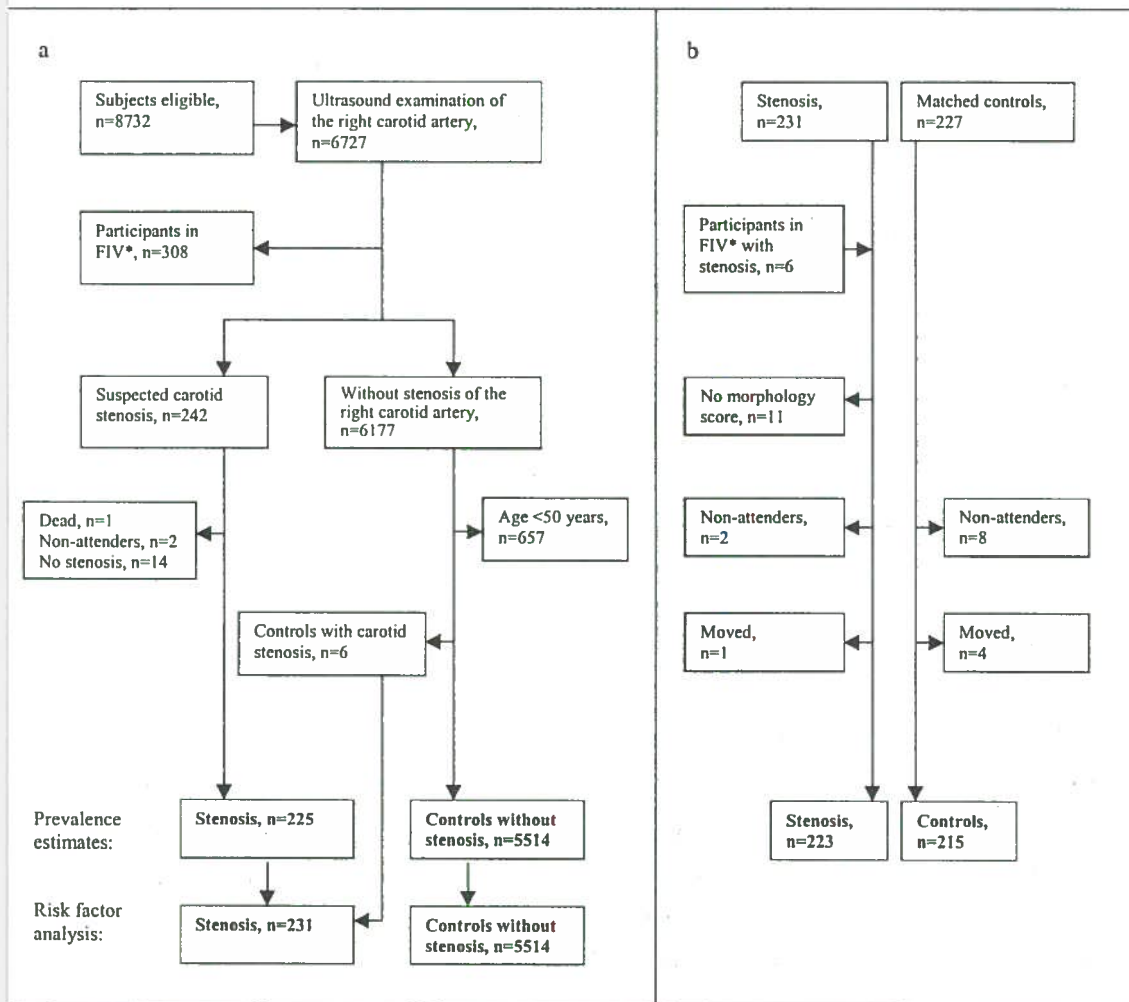 a
Subjects eligible,
n=8732
Ultrasound examination of
the right carotid artery,
n=6727
Participants in
FIV*, n=308
Suspected carotid
stenosis, n=242
Without stenosis of the
right carotid artery,
n=6177
Dead, n=1
Non-attenders, n=2
No stenosis, n=14
Age <50 years,
n=657
Controls with carotid
stenosis, n=6
Prevalence
estimates:
Stenosis, n=225
Controls without
stenosis, n=5514
Risk factor
analysis:
Stenosis, n=231
Controls without
stenosis, n=5514
b
Stenosis,
n=231
Matched controls,
n=227
Participants in
FIV* with
stenosis, n=6
No morphology
score, n=11
Non-attenders,
n=2
Non-attenders,
n=8
Moved,
n=1
Moved,
n=4
Stenosis,
n=223
Controls,
n=215